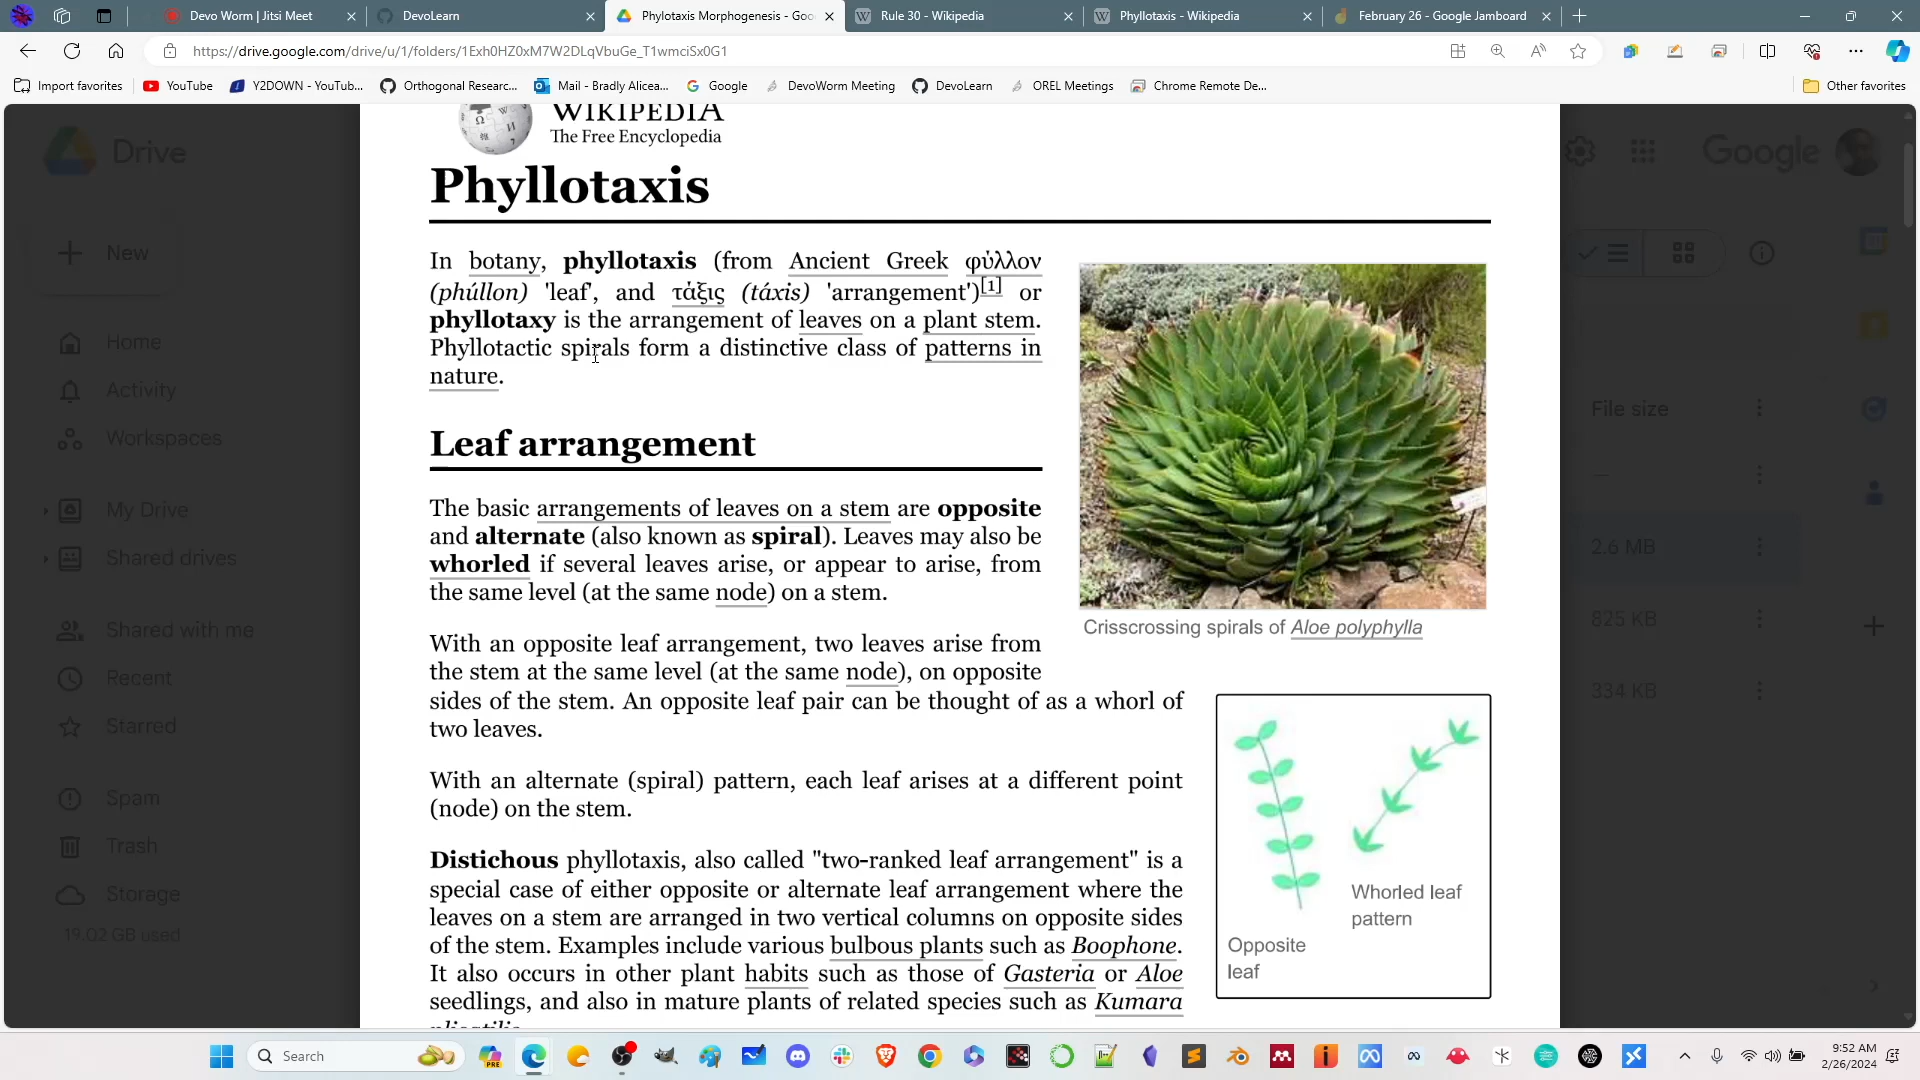 Devo Worm | Jitsi Meet
DevoLearn
Phylotaxis Morphogenesis - Goo
Rule 30 - Wikipedia
Phyllotaxis - Wikipedia
February 26 - Google Jamboard
https://drive.google.com/drive/u/1/folders/1Exh0HZ0xM7W2DLqVbuGe_T1wmciSx0G1
Import favorites
YouTube
Y2DOWN - YouTub...
Orthogonal Researc...
Mail - Bradly Alicea...
Google
DevoWorm Meeting
DevoLearn
OREL Meetings
Chrome Remote De...
Other favorites
Drive
Google
New
Home
Activity
Workspaces
My Drive
Shared drives
Shared with me
Recent
Starred
Spam
Trash
Storage
19.02 GB used
WIKIPEDIA
The Free Encyclopedia
Phyllotaxis
In botany, phyllotaxis (from Ancient Greek φύλλον
(phúllon) 'leaf', and τάξις (táxis) 'arrangement')[1] or
phyllotaxy is the arrangement of leaves on a plant stem.
Phyllotactic spirals form a distinctive class of patterns in
nature.
Leaf arrangement
The basic arrangements of leaves on a stem are opposite
and alternate (also known as spiral). Leaves may also be
whorled if several leaves arise, or appear to arise, from
the same level (at the same node) on a stem.
Crisscrossing spirals of Aloe polyphylla
With an opposite leaf arrangement, two leaves arise from
the stem at the same level (at the same node), on opposite
sides of the stem. An opposite leaf pair can be thought of as a whorl of
two leaves.
With an alternate (spiral) pattern, each leaf arises at a different point
(node) on the stem.
Distichous phyllotaxis, also called "two-ranked leaf arrangement" is a
special case of either opposite or alternate leaf arrangement where the
leaves on a stem are arranged in two vertical columns on opposite sides
of the stem. Examples include various bulbous plants such as Boophone.
It also occurs in other plant habits such as those of Gasteria or Aloe
seedlings, and also in mature plants of related species such as Kumara
Whorled leaf
pattern
Opposite
leaf
File size
2.6 MB
825 KB
334 KB
Search
PRE
9:52 AM
2/26/2024